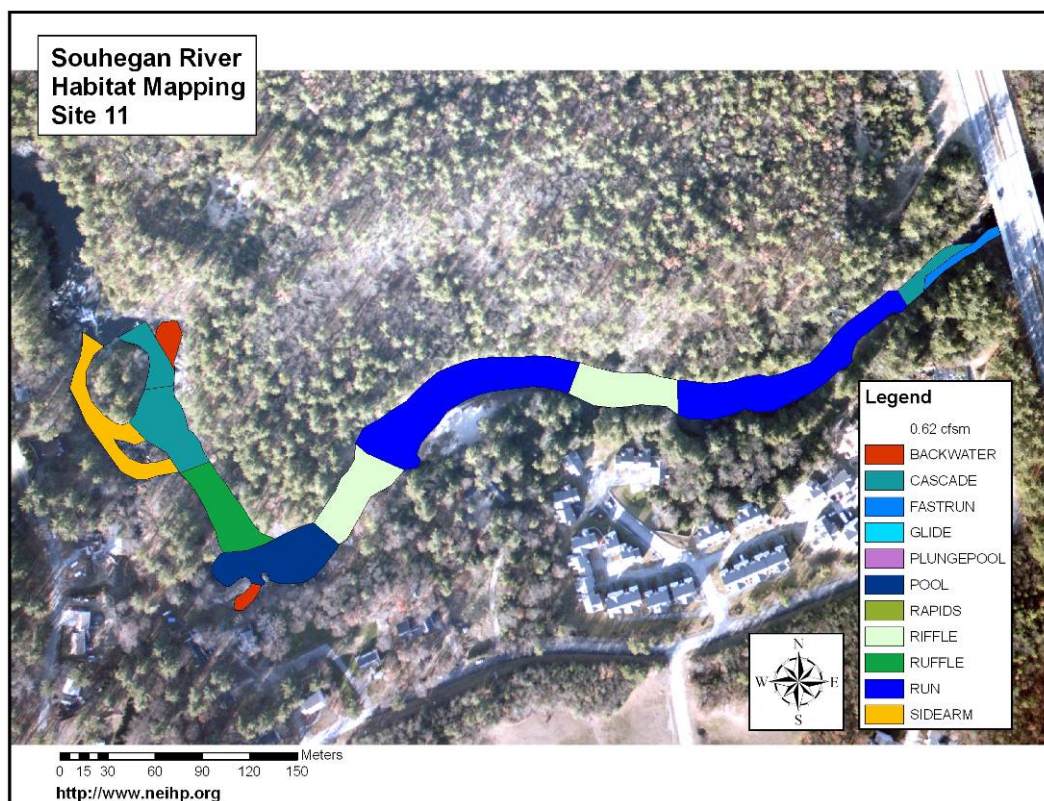 Souhegan River
Habitat Mapping
Site 11
Legend
0.62 cfsm
BACKWATER
CASCADE
FASTRUN
GLIDE
PLUNGEPOOL
POOL
RAPIDS
RIFFLE
RUFFLE
RUN
SIDEARM
N
W E
S
Meters
0 15 30 60 90 120 150
http://www.neihp.org